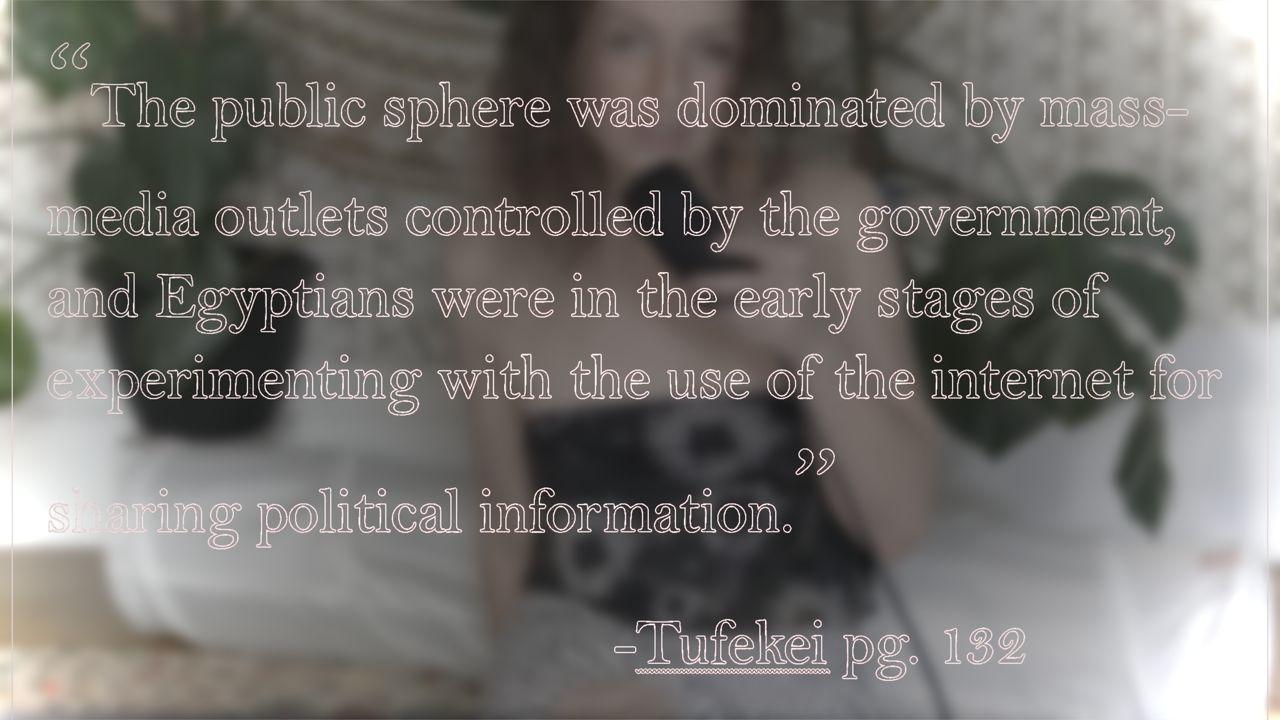 “The public sphere was dominated by mass-
media outlets controlled by the government,
and Egyptians were in the early stages of
experimenting with the use of the internet for
sharing political information.”
-Tufekei pg. 132